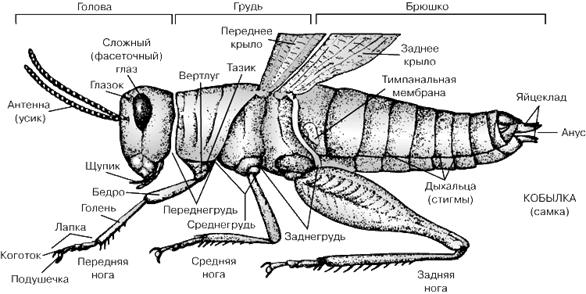 Голова
Грудь
Брюшко
Сложный
(фасеточный)
глаз
Глазок
Антенна
(усик)
Вертлуг
Тазик
Переднее
крыло
Заднее
крыло
Тимпанальная
мембрана
Яйцеклад
Анус
Щупик
Бедро
Голень
Лапка
Коготок
Подушечка
Передняя
нога
Переднегрудь
Среднегрудь
Заднегрудь
Средняя
нога
Дыхальца
(стигмы)
Задняя
нога
КОБЫЛКА
(самка)